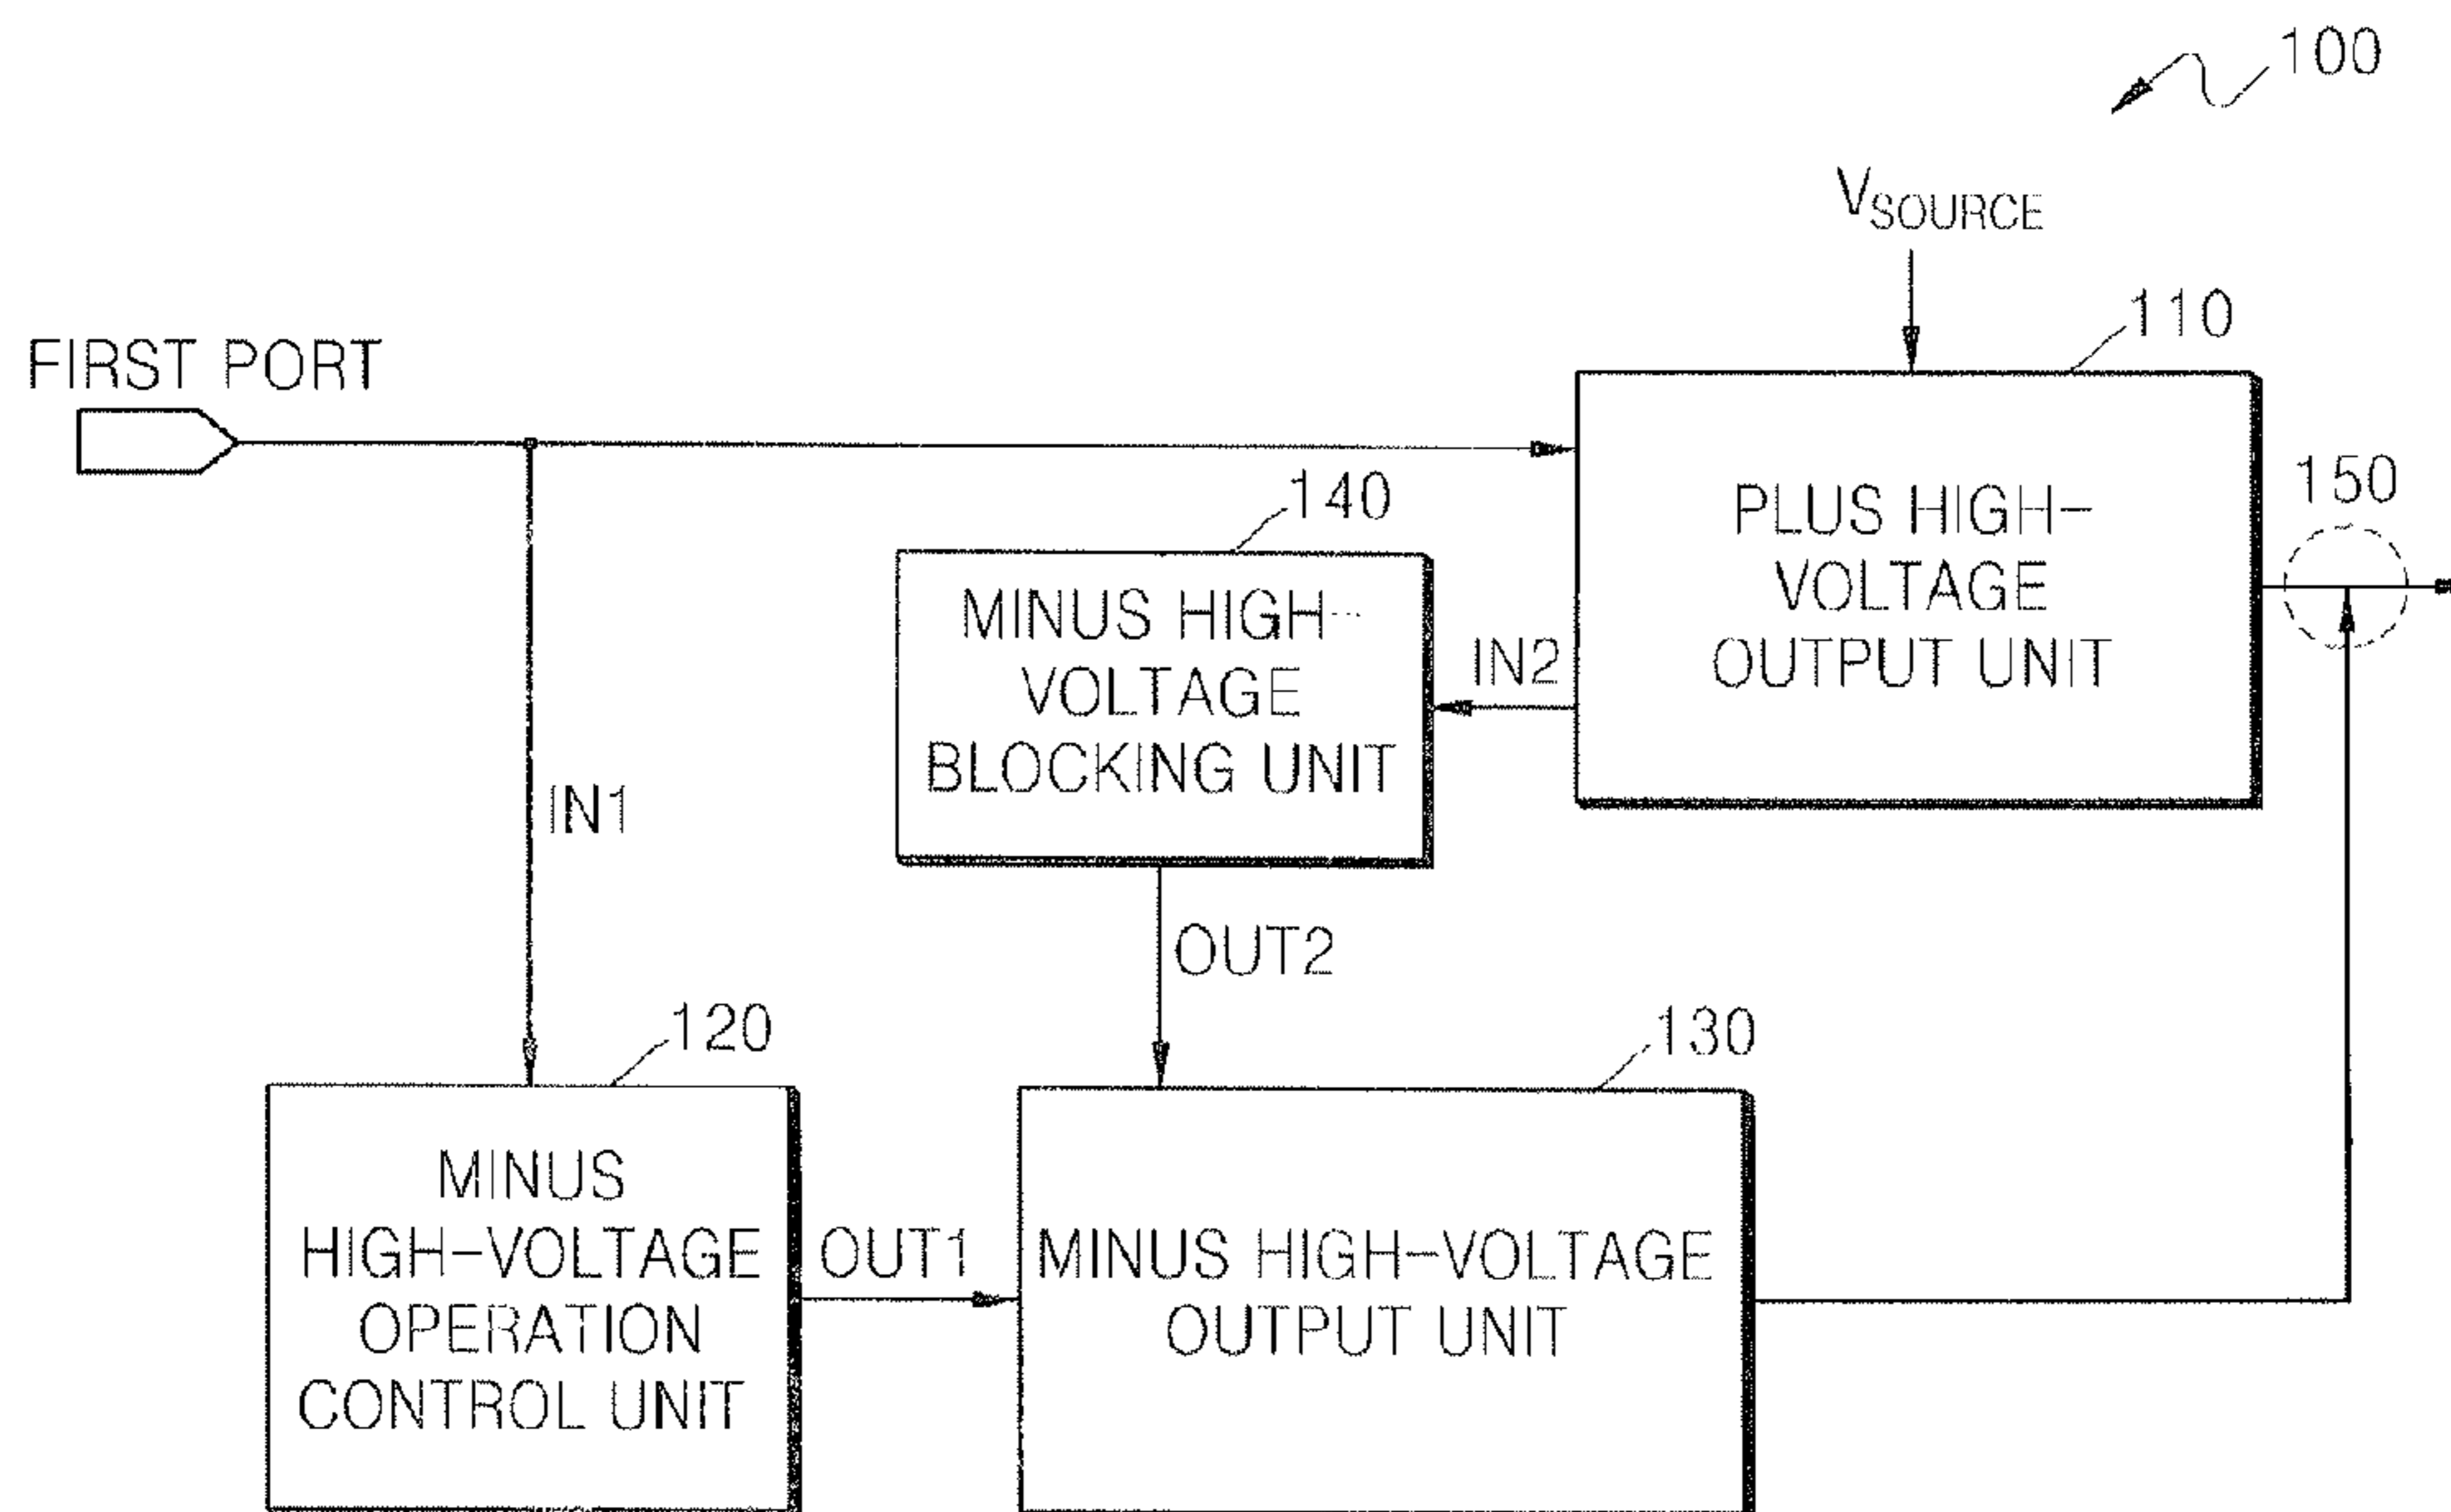 100
VSOURCE
110
FIRST PORT
150
140
PLUS HIGH-
VOLTAGE
OUTPUT UNIT
MINUS HIGH-
VOLTAGE
BLOCKING UNIT
IN2
IN1
OUT2
120
130
MINUS
HIGH-VOLTAGE
OPERATION
CONTROL UNIT
OUT1
MINUS HIGH-VOLTAGE
OUTPUT UNIT